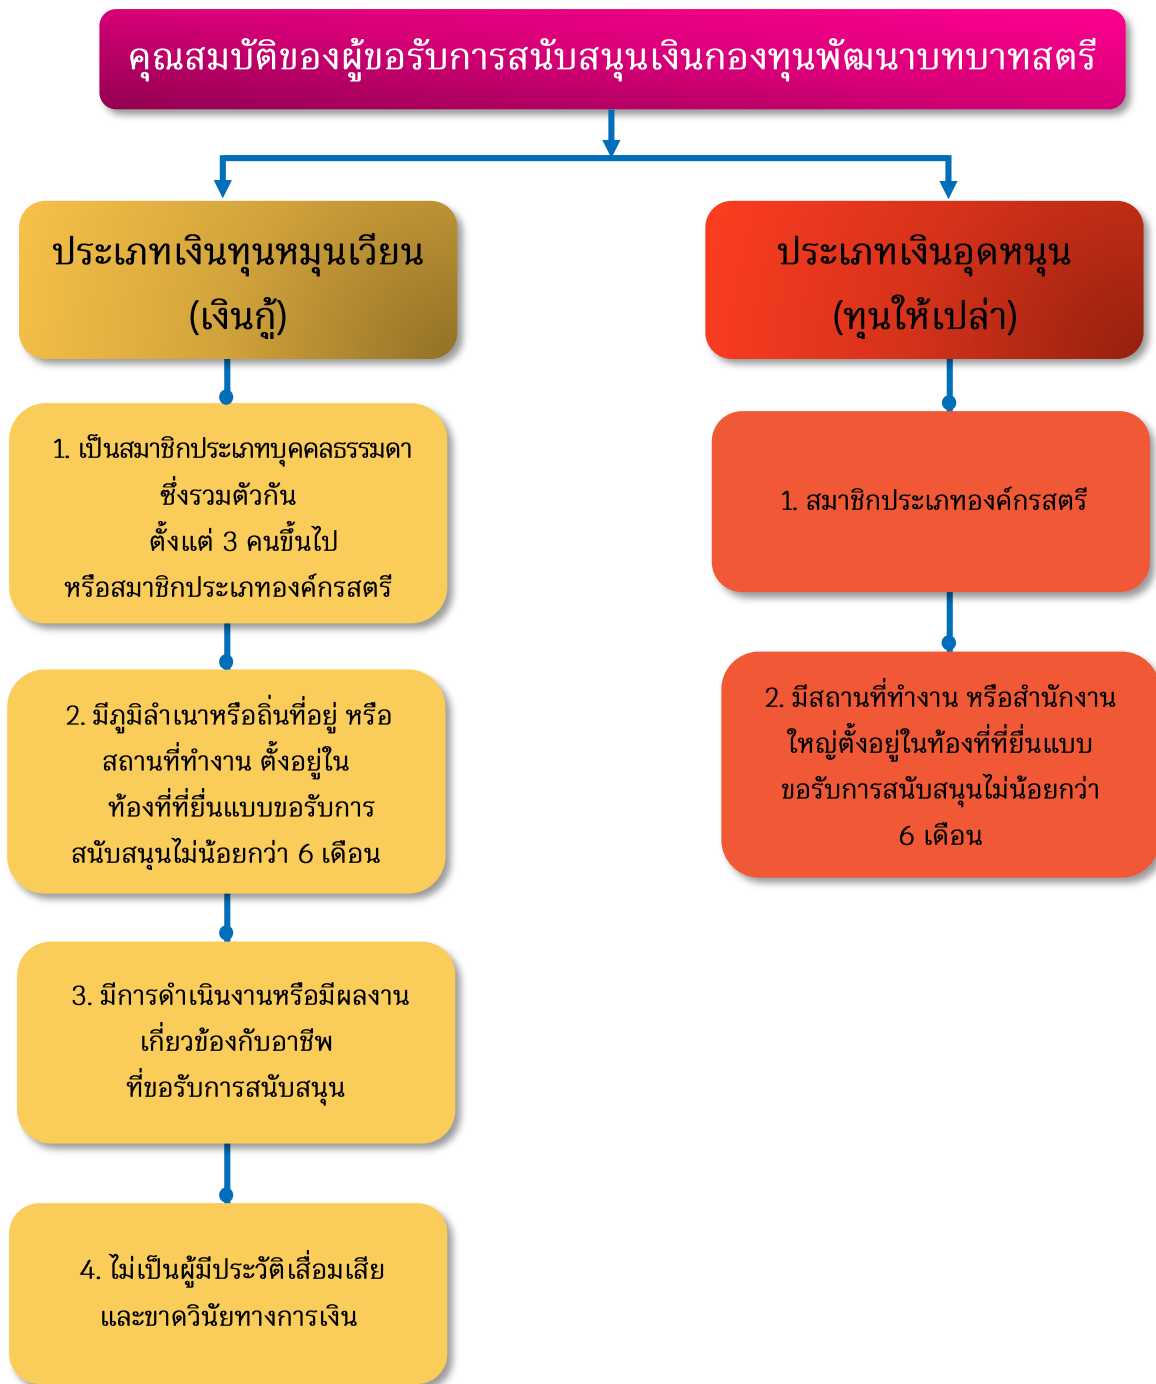 คุณสมบัติของผู้ขอรับการสนับสนุนเงินกองทุนพัฒนาบทบาทสตรี
ประเภทเงินทุนหมุนเวียน
(เงินกู้)
1. เป็นสมาชิกประเภทบุคคลธรรมดา
ซึ่งรวมตัวกัน
ตั้งแต่ 3 คนขึ้นไป
หรือสมาชิกประเภทองค์กรสตรี
2. มีภูมิลำเนาหรือถิ่นที่อยู่ หรือ
สถานที่ทำงาน ตั้งอยู่ใน
ท้องที่ที่ยื่นแบบขอรับการ
สนับสนุนไม่น้อยกว่า 6 เดือน
3. มีการดำเนินงานหรือมีผลงาน
เกี่ยวข้องกับอาชีพ
ที่ขอรับการสนับสนุน
4. ไม่เป็นผู้มีประวัติเสื่อมเสีย
และขาดวินัยทางการเงิน
ประเภทเงินอุดหนุน
(ทุนให้เปล่า)
1. สมาชิกประเภทองค์กรสตรี
2. มีสถานที่ทำงาน หรือสำนักงาน
ใหญ่ตั้งอยู่ในท้องที่ที่ยื่นแบบ
ขอรับการสนับสนุนไม่น้อยกว่า
6 เดือน